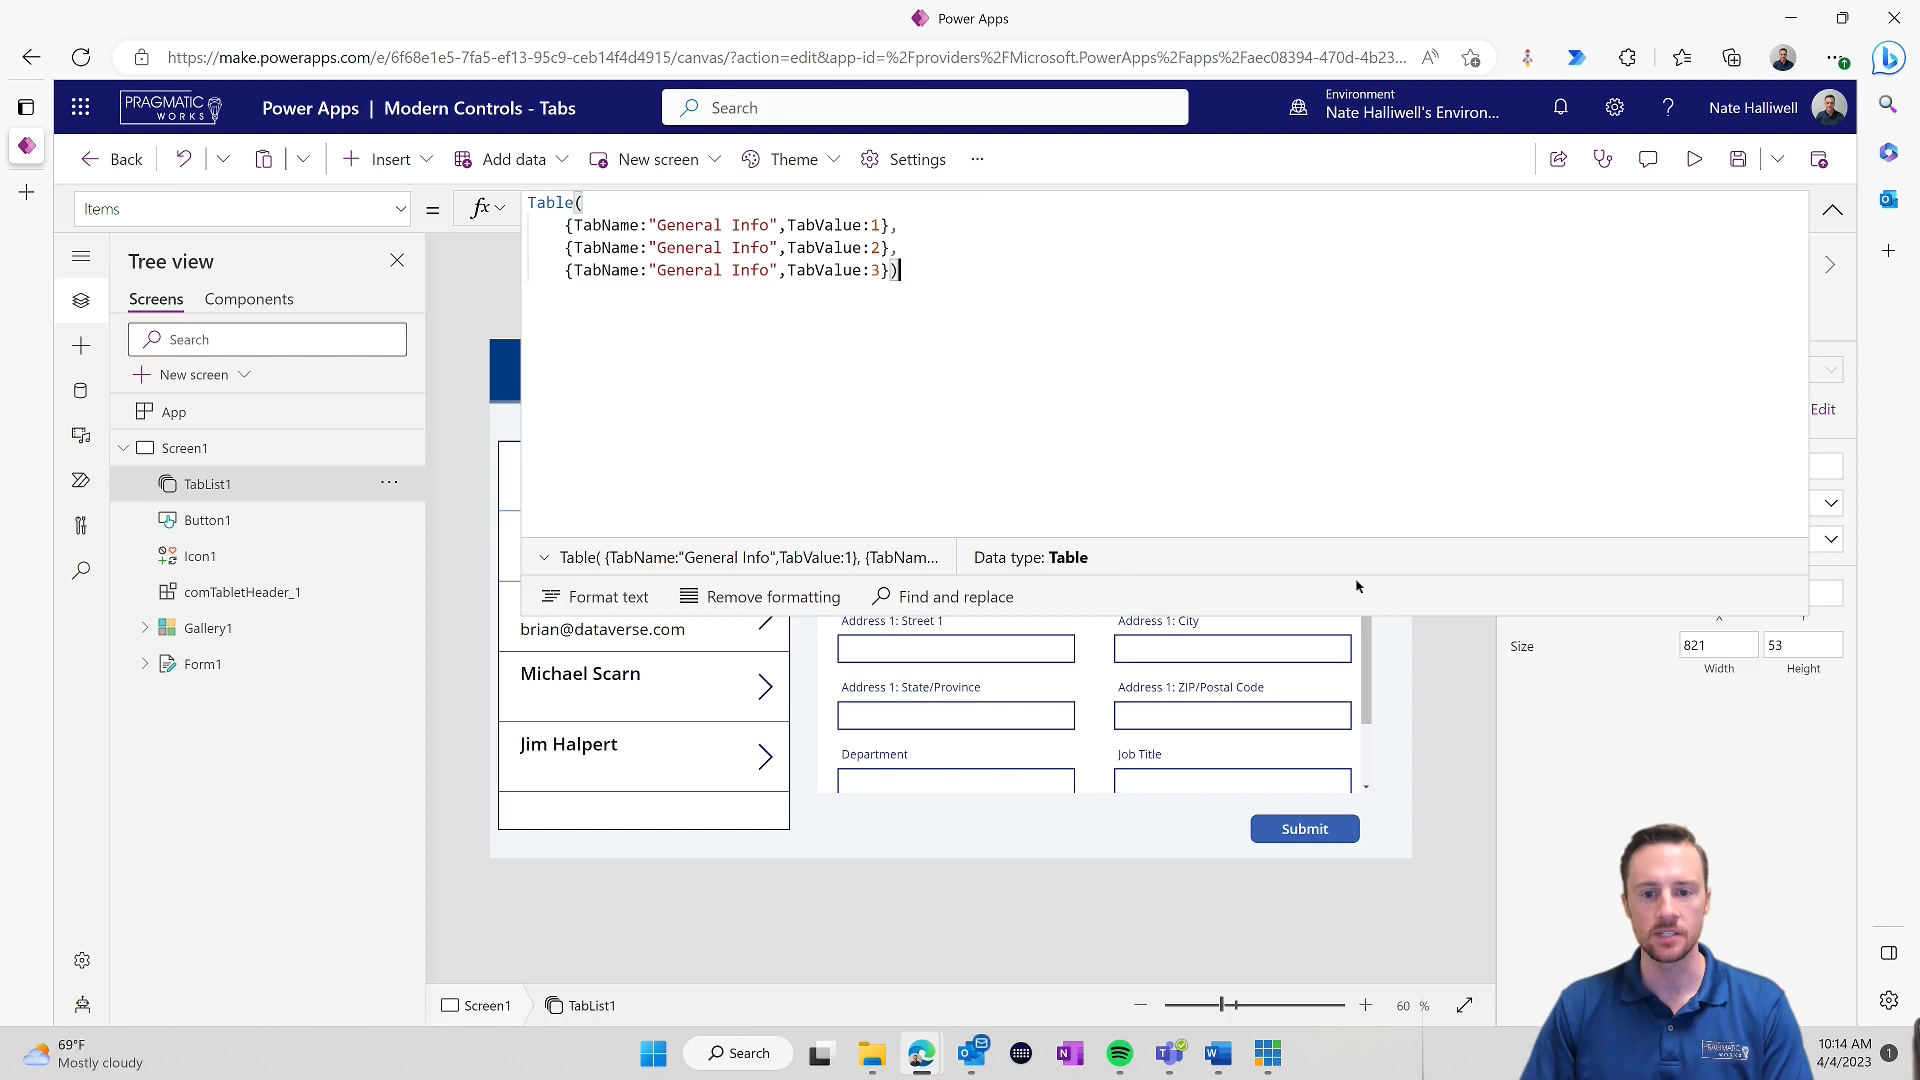 Power Apps
https://make.powerapps.com/e/6f68e1e5-7fa5-ef13-95c9-ceb14f4d4915/canvas/?action=edit&app-id=%2Fproviders%2FMicrosoft.PowerApps%2Fapps%2Faec08394-470d-4b23...
PRAGMATIC
WORKS
Power Apps | Modern Controls - Tabs
Search
Environment
Nate Halliwell's Environ...
Nate Halliwell
Back
Insert
Add data
New screen
Theme
Settings
Items
=
fx
Table(
{TabName:"General Info",TabValue:1},
{TabName:"General Info",TabValue:2},
{TabName:"General Info",TabValue:3})
Tree view
Screens
Components
Search
New screen
App
Screen1
TabList1
Button1
Icon1
comTabletHeader_1
Gallery1
Form1
Edit
Table( {TabName:"General Info",TabValue:1}, {TabNam...
Data type: Table
Format text
Remove formatting
Find and replace
brian@dataverse.com
Michael Scarn
Jim Halpert
Address 1: Street 1
Address 1: City
Address 1: State/Province
Address 1: ZIP/Postal Code
Department
Job Title
Submit
Size
821
53
Width
Height
Screen1
TabList1
60 %
69°F
Mostly cloudy
Search
10:14 AM
4/4/2023
1
PRAGMATIC
WORKS